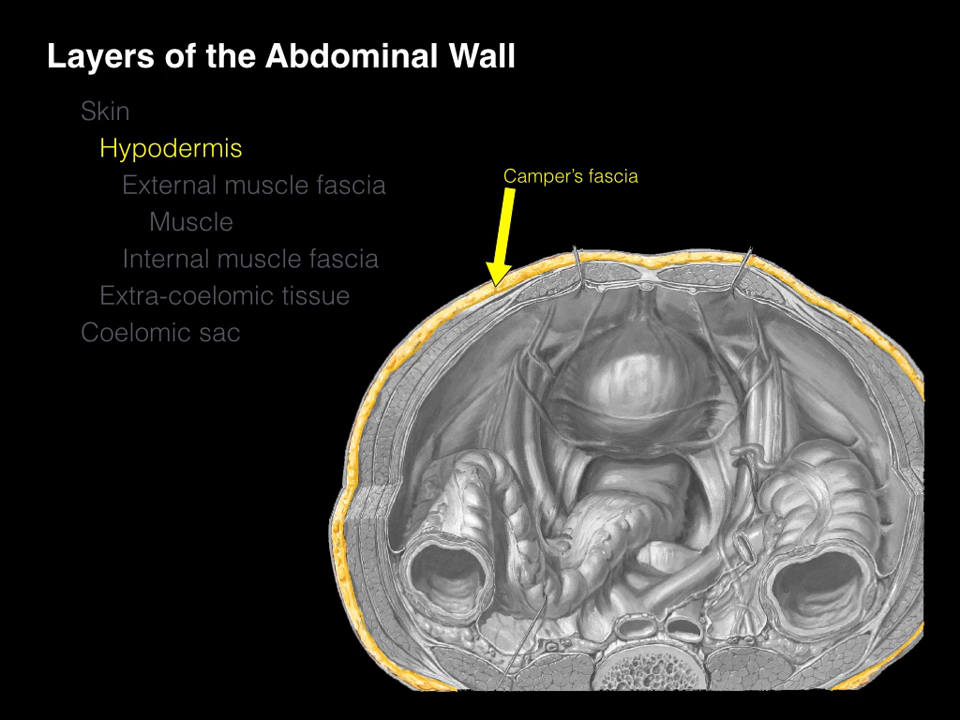 Layers of the Abdominal Wall
Skin
Hypodermis
External muscle fascia
Muscle
Internal muscle fascia
Extra-coelomic tissue
Coelomic sac
Camper's fascia